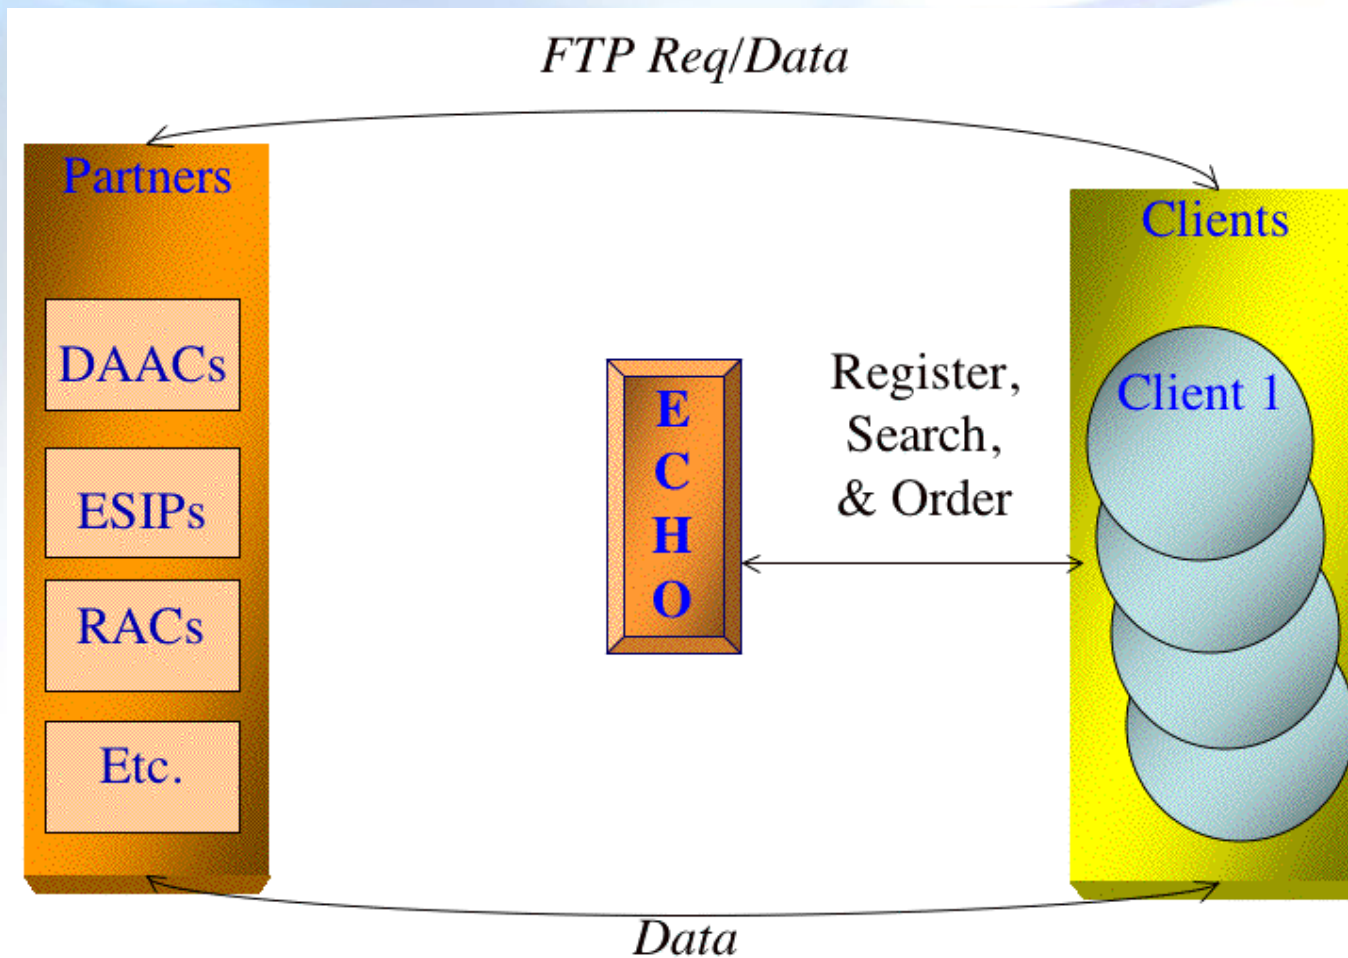 FTP Req/Data
Partners
DAACs
ESIPs
RACs
Etc.
E
C
H
O
Register,
Search,
& Order
Clients
Client 1
Data